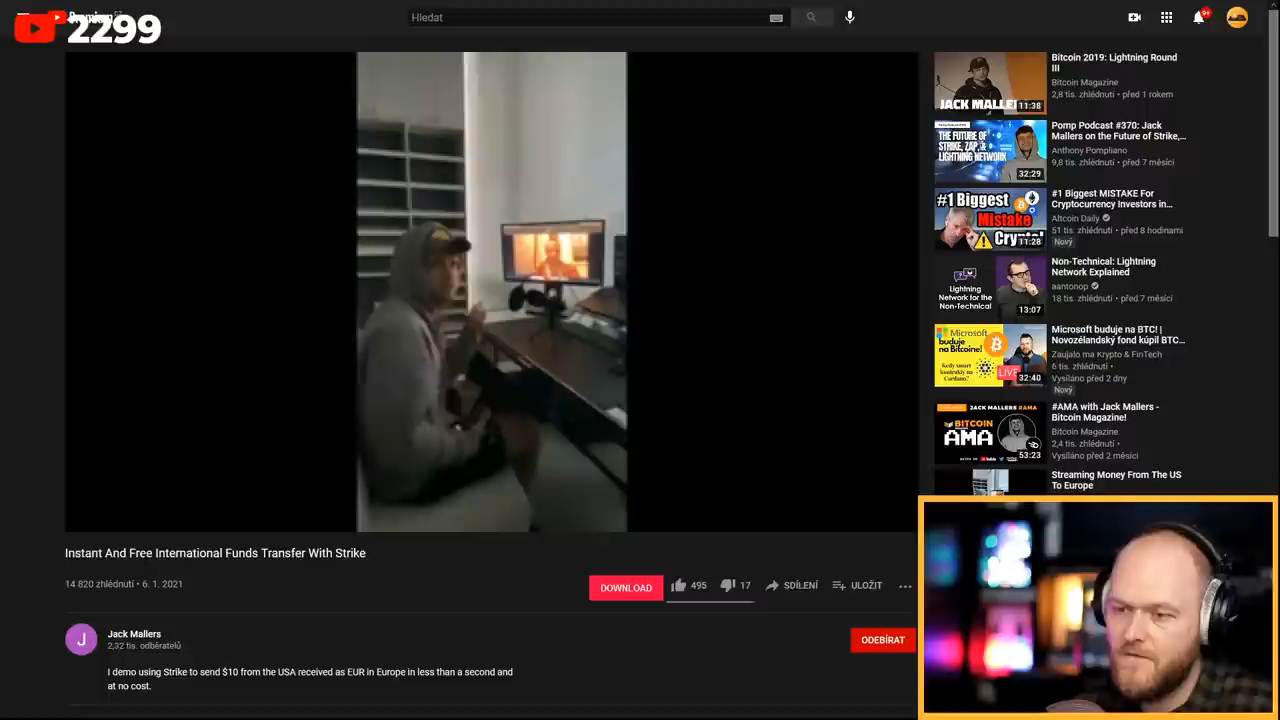 2299
Hledat
9+
Bitcoin 2019: Lightning Round
III
Bitcoin Magazine
2,8 tis. zhlédnutí • před 1 rokem
JACK MALLE
11:38
Pomp Podcast #370: Jack
Mallers on the Future of Strike,...
Anthony Pompliano
9,8 tis. zhlédnutí • před 7 měsíci
THE FUTURE OF
STRIKE, ZAP, &
LIGHTNING NETWORK
32:29
#1 Biggest MISTAKE For
Cryptocurrency Investors in...
Altcoin Daily
51 tis. zhlédnutí • před 8 hodinami
Nový
#1 Biggest
Mistake
Crypto!
11:28
Non-Technical: Lightning
Network Explained
aantonop
18 tis. zhlédnutí • před 7 měsíci
Lightning
Network for the
Non-Technical
13:07
Microsoft buduje na BTC! |
Novozélandský fond kúpil BTC...
Zaujalo ma Krypto & FinTech
6 tis. zhlédnutí •
Vysíláno před 2 dny
Nový
Microsoft
buduje
na Bitcoine!
Kedy smart
kontrakty na
Cardano?
LIVE
32:40
#AMA with Jack Mallers -
Bitcoin Magazine!
Bitcoin Magazine
2,4 tis. zhlédnutí •
Vysíláno před 2 měsíci
JACK MALLERS #AMA
BITCOIN
AMA
53:23
Streaming Money From The US
To Europe
Instant And Free International Funds Transfer With Strike
14 820 zhlédnutí • 6. 1. 2021
DOWNLOAD
495
17
SDÍLENÍ
ULOŽIT
J
Jack Mallers
2,32 tis. odběratelů
ODEBÍRAT
I demo using Strike to send $10 from the USA received as EUR in Europe in less than a second and
at no cost.